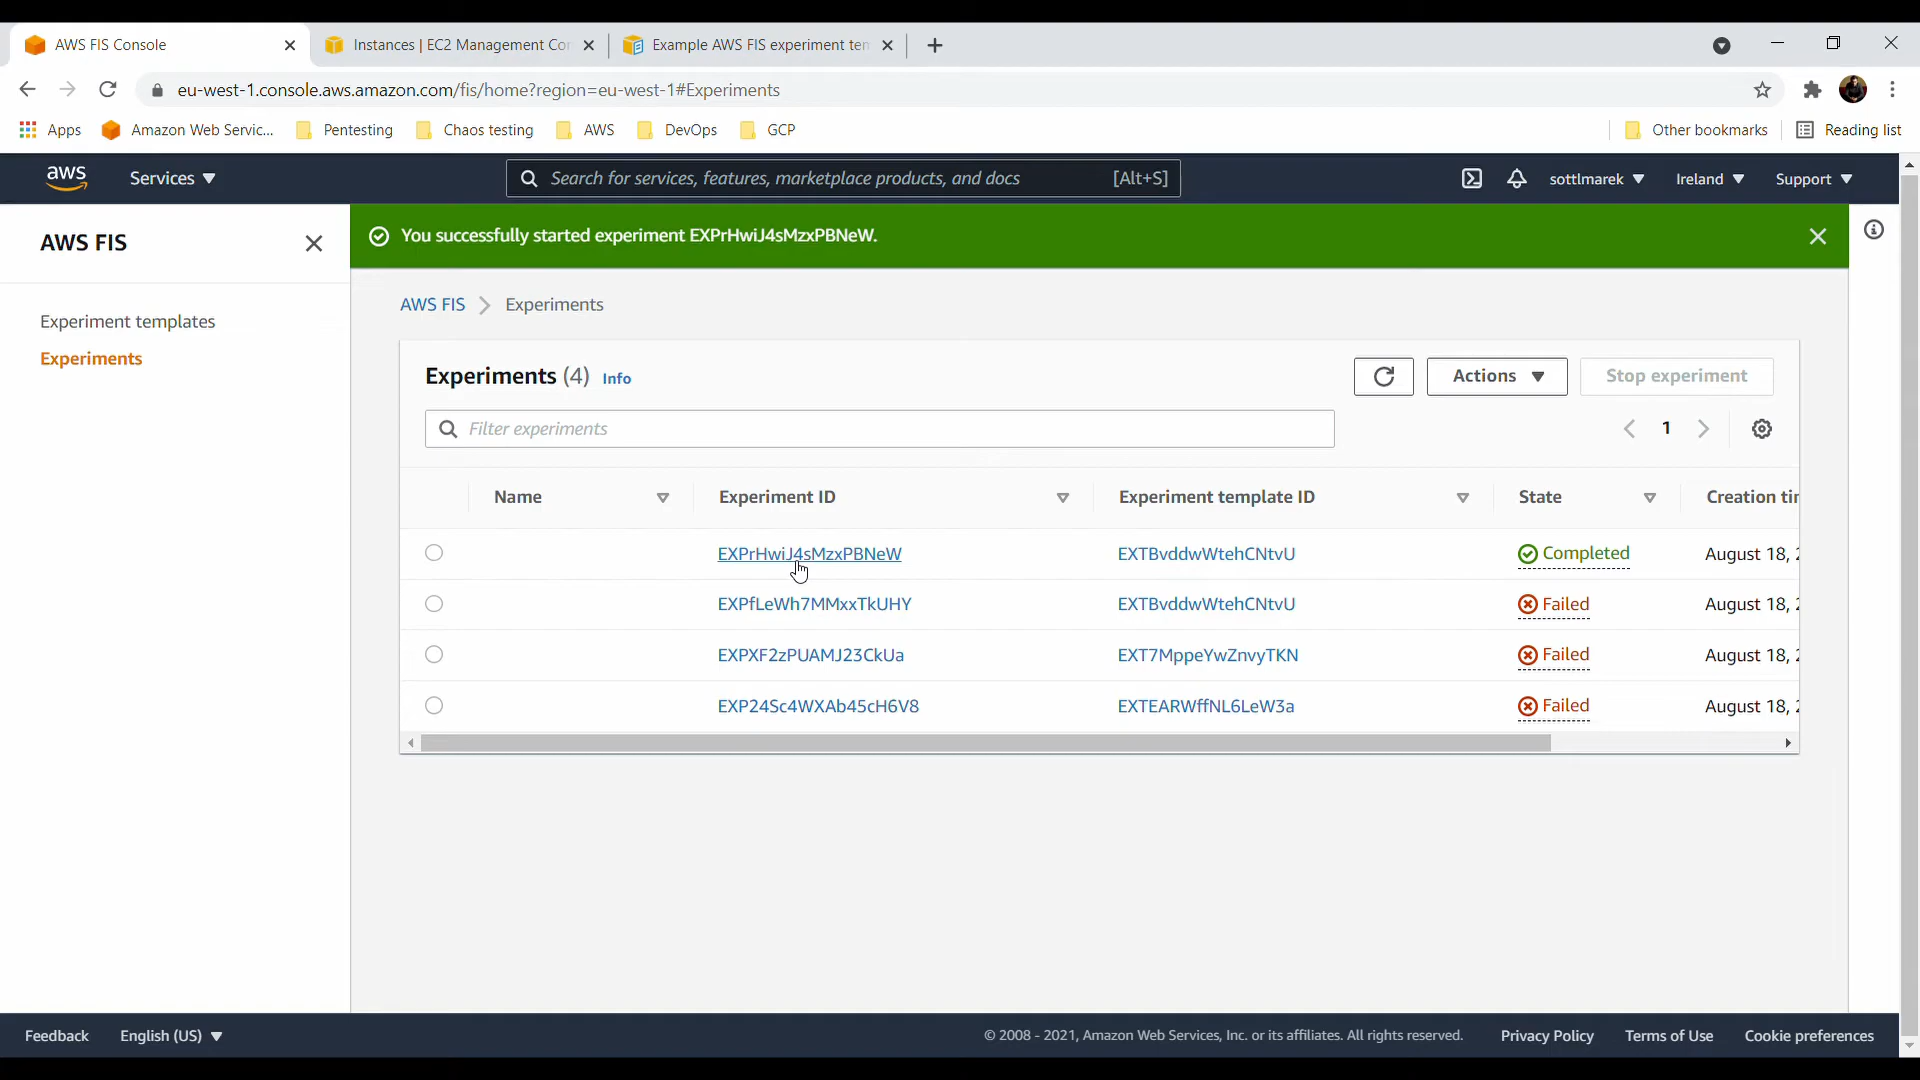 AWS FIS Console
Instances | EC2 Management Co
Example AWS FIS experiment tem
eu-west-1.console.aws.amazon.com/fis/home?region=eu-west-1#Experiments
Apps
Amazon Web Servic...
Pentesting
Chaos testing
AWS
DevOps
GCP
Other bookmarks
Reading list
aws
Services
Search for services, features, marketplace products, and docs
[Alt+S]
sottlmarek
Ireland
Support
AWS FIS
You successfully started experiment EXPrHwiJ4sMzxPBNeW.
Experiment templates
Experiments
AWS FIS
Experiments
Experiments (4) Info
Actions
Stop experiment
Filter experiments
1
Name
Experiment ID
Experiment template ID
State
Creation tir
EXPrHwiJ4sMzxPBNeW
EXTBvddwWtehCNtvU
Completed
August 18, 2
EXPfLeWh7MMxxTkUHY
EXTBvddwWtehCNtvU
Failed
August 18, 2
EXPXF2zPUAMJ23CkUa
EXT7MppeYwZnvyTKN
Failed
August 18, 2
EXP24Sc4WXAb45cH6V8
EXTEARWffNL6LeW3a
Failed
August 18, 2
Feedback
English (US)
© 2008 - 2021, Amazon Web Services, Inc. or its affiliates. All rights reserved.
Privacy Policy
Terms of Use
Cookie preferences